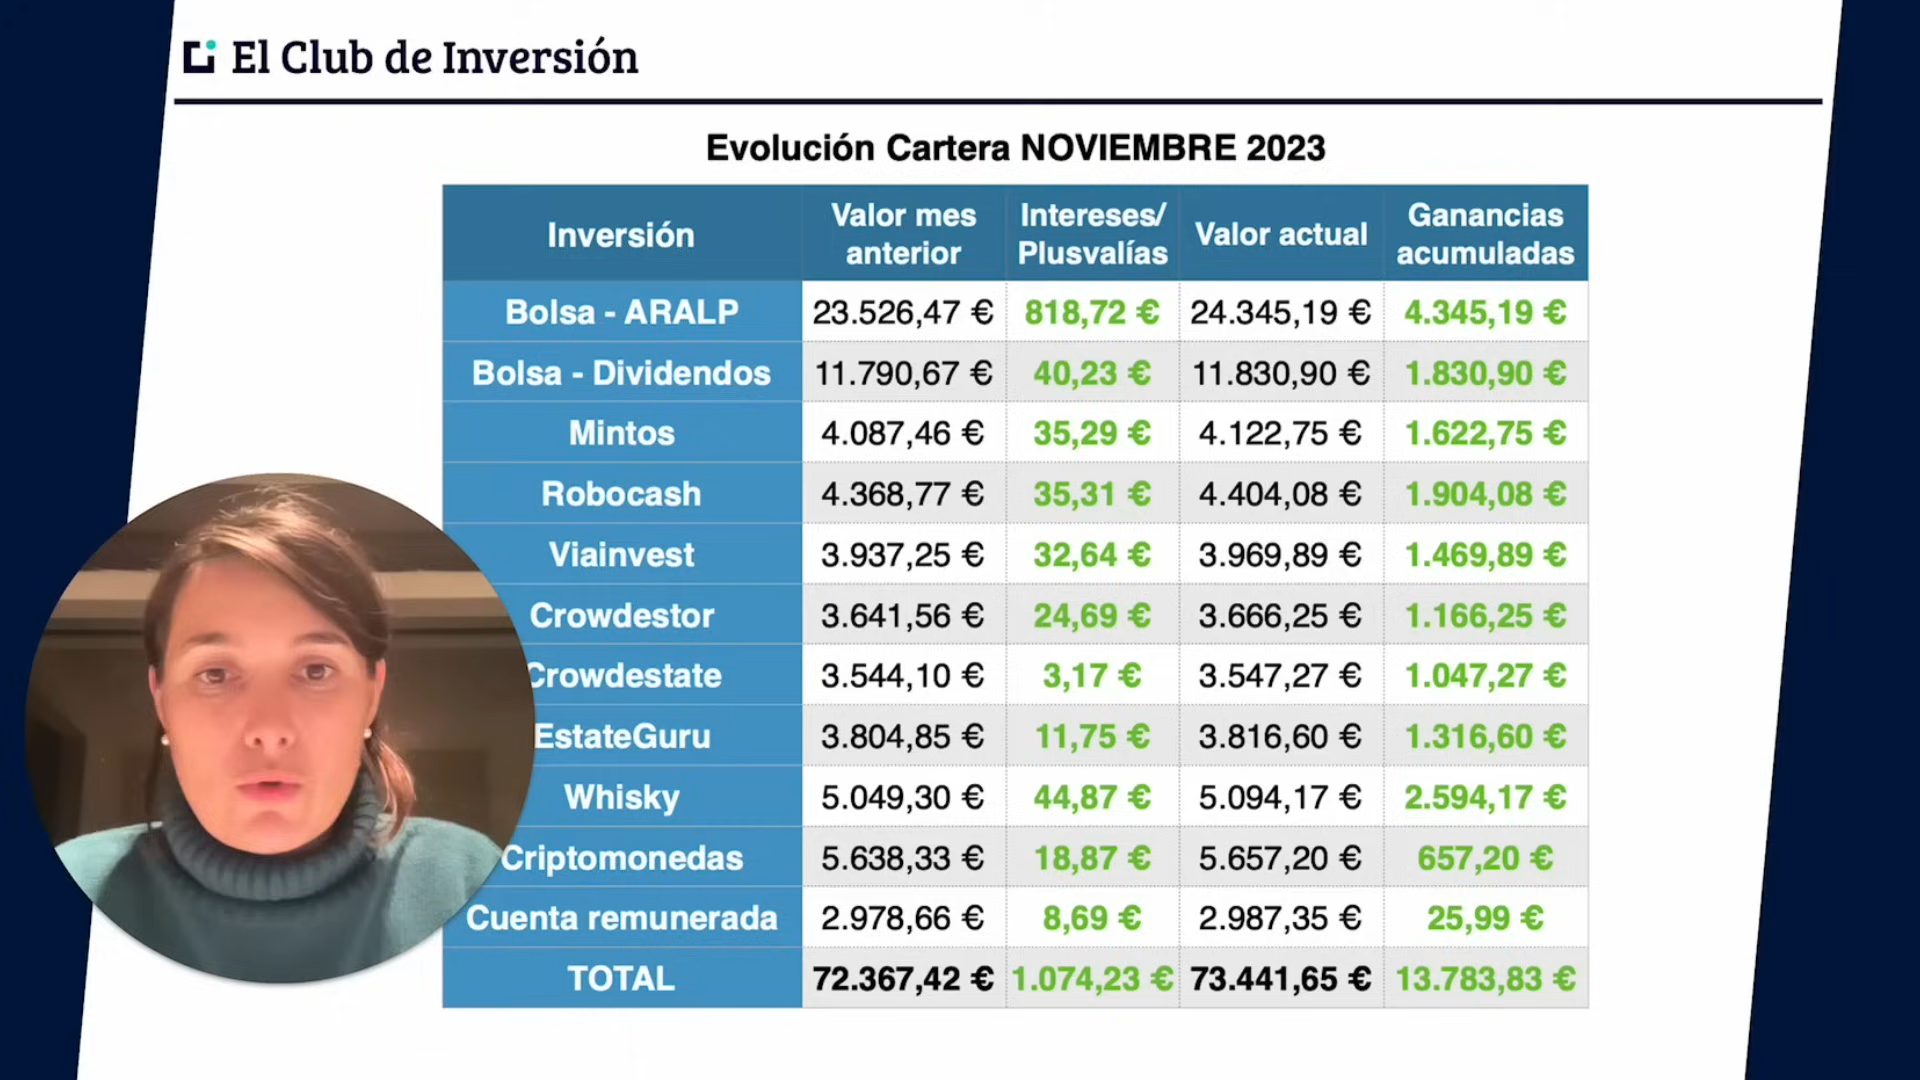 El Club de Inversión
Evolución Cartera NOVIEMBRE 2023
Inversión Valor mes anterior Intereses/ Plusvalías Valor actual Ganancias acumuladas
Bolsa - ARALP 23.526,47 € 818,72 € 24.345,19 € 4.345,19 €
Bolsa - Dividendos 11.790,67 € 40,23 € 11.830,90 € 1.830,90 €
Mintos 4.087,46 € 35,29 € 4.122,75 € 1.622,75 €
Robocash 4.368,77 € 35,31 € 4.404,08 € 1.904,08 €
Viainvest 3.937,25 € 32,64 € 3.969,89 € 1.469,89 €
Crowdestor 3.641,56 € 24,69 € 3.666,25 € 1.166,25 €
Crowdestate 3.544,10 € 3,17 € 3.547,27 € 1.047,27 €
EstateGuru 3.804,85 € 11,75 € 3.816,60 € 1.316,60 €
Whisky 5.049,30 € 44,87 € 5.094,17 € 2.594,17 €
Criptomonedas 5.638,33 € 18,87 € 5.657,20 € 657,20 €
Cuenta remunerada 2.978,66 € 8,69 € 2.987,35 € 25,99 €
TOTAL 72.367,42 € 1.074,23 € 73.441,65 € 13.783,83 €